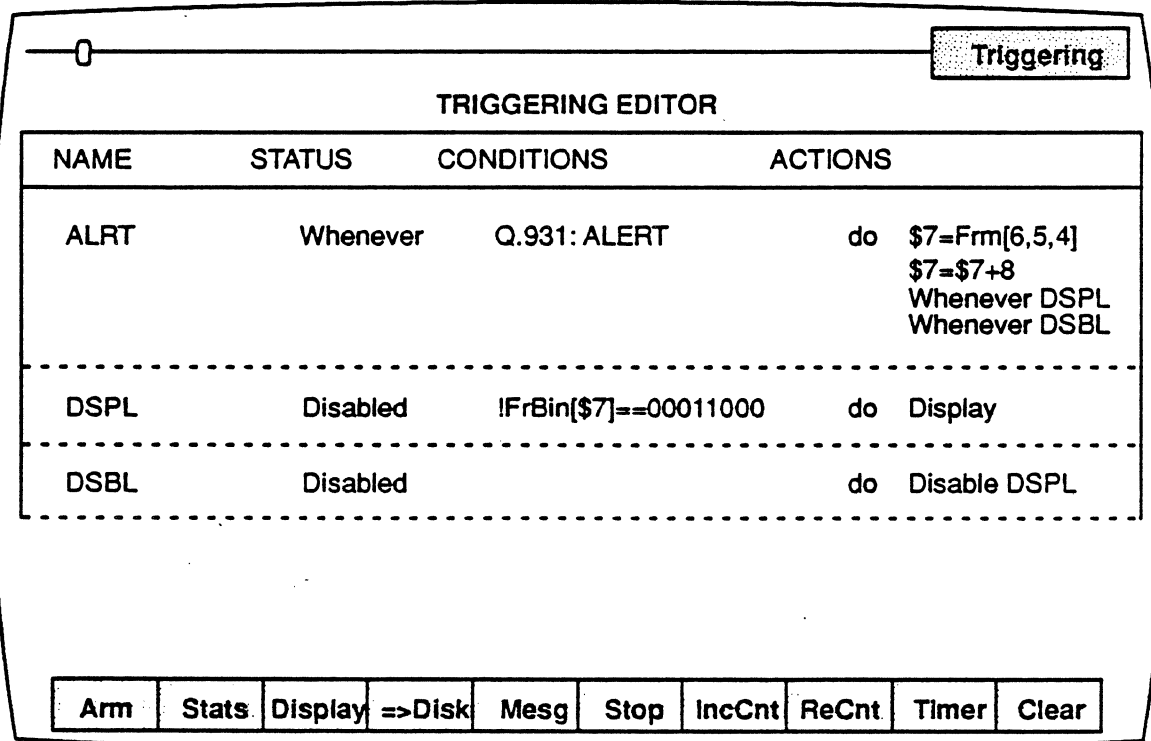 Triggering
TRIGGERING EDITOR
NAME STATUS CONDITIONS ACTIONS
ALRT Whenever Q.931: ALERT do $7=Frm[6,5,4]
$7=$7+8
Whenever DSPL
Whenever DSBL
DSPL Disabled !FrBin[$7]==00011000 do Display
DSBL Disabled do Disable DSPL
Arm Stats Display =>Disk Mesg Stop IncCnt ReCnt Timer Clear